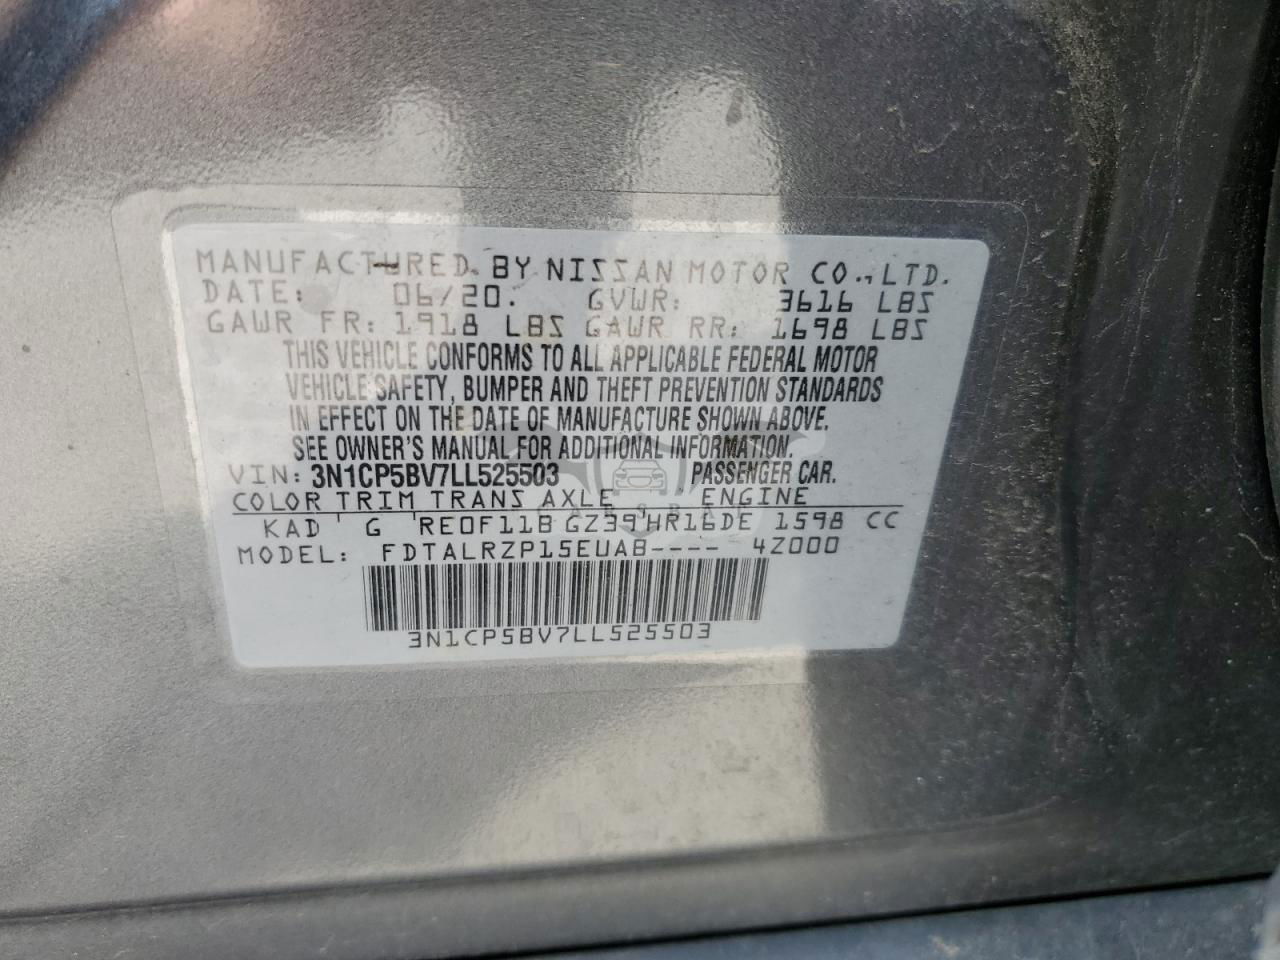 MANUFACTURED BY NISSAN MOTOR CO., LTD.
DATE: 06/20. GVWR: 3616 LBS
GAWR FR: 1918 LBS GAWR RR: 1698 LBS
THIS VEHICLE CONFORMS TO ALL APPLICABLE FEDERAL MOTOR
VEHICLE SAFETY, BUMPER AND THEFT PREVENTION STANDARDS
IN EFFECT ON THE DATE OF MANUFACTURE SHOWN ABOVE.
SEE OWNER'S MANUAL FOR ADDITIONAL INFORMATION.
VIN: 3N1CP5BV7LL525503 PASSENGER CAR.
COLOR TRIM TRANS AXLE ENGINE
KAD G RE0F11B GZ39 HR16DE 1598 CC
MODEL: FDTALRZP15EUAB---- 4Z000
3N1CP5BV7LL525503